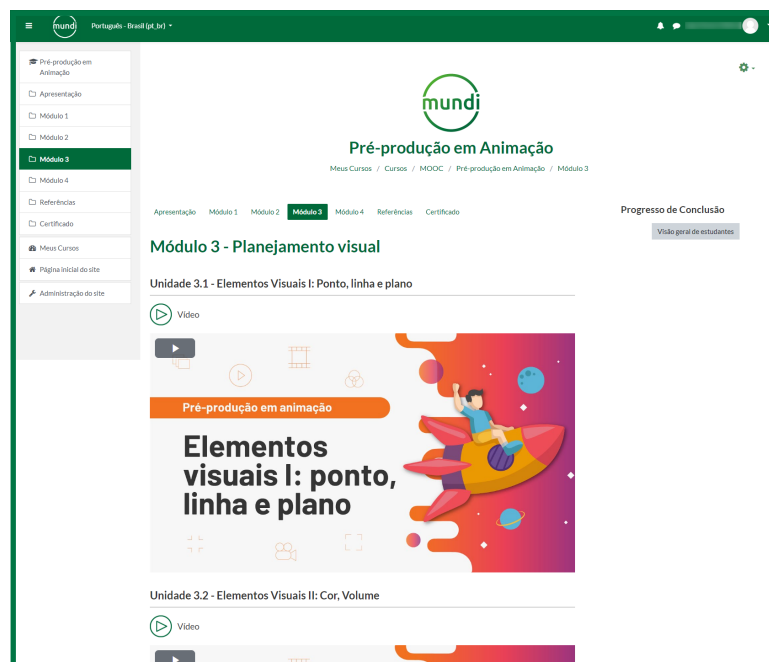 mundi
Português - Brasil (pt_br)
Pré-produção em
Animação
Apresentação
Módulo 1
Módulo 2
Módulo 3
Módulo 4
Referências
Certificado
Meus Cursos
Página inicial do site
Administração do site
mundi
Pré-produção em Animação
Meus Cursos / Cursos / MOOC / Pré-produção em Animação / Módulo 3
Apresentação Módulo 1 Módulo 2 Módulo 3 Módulo 4 Referências Certificado
Progresso de Conclusão
Visão geral de estudantes
Módulo 3 - Planejamento visual
Unidade 3.1 - Elementos Visuais I: Ponto, linha e plano
Vídeo
Pré-produção em animação
Elementos
visuais I: ponto,
linha e plano
Unidade 3.2 - Elementos Visuais II: Cor, Volume
Vídeo